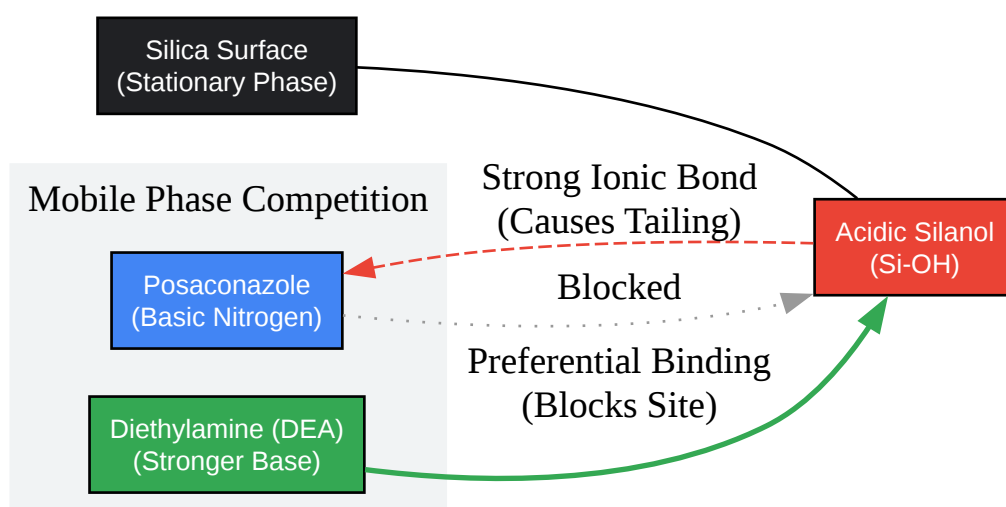 Silica Surface
(Stationary Phase)
Mobile Phase Competition
Strong Ionic Bond
(Causes Tailing)
Acidic Silanol
(Si-OH)
Posaconazole
(Basic Nitrogen)
Blocked
Preferential Binding
(Blocks Site)
Diethylamine (DEA)
(Stronger Base)